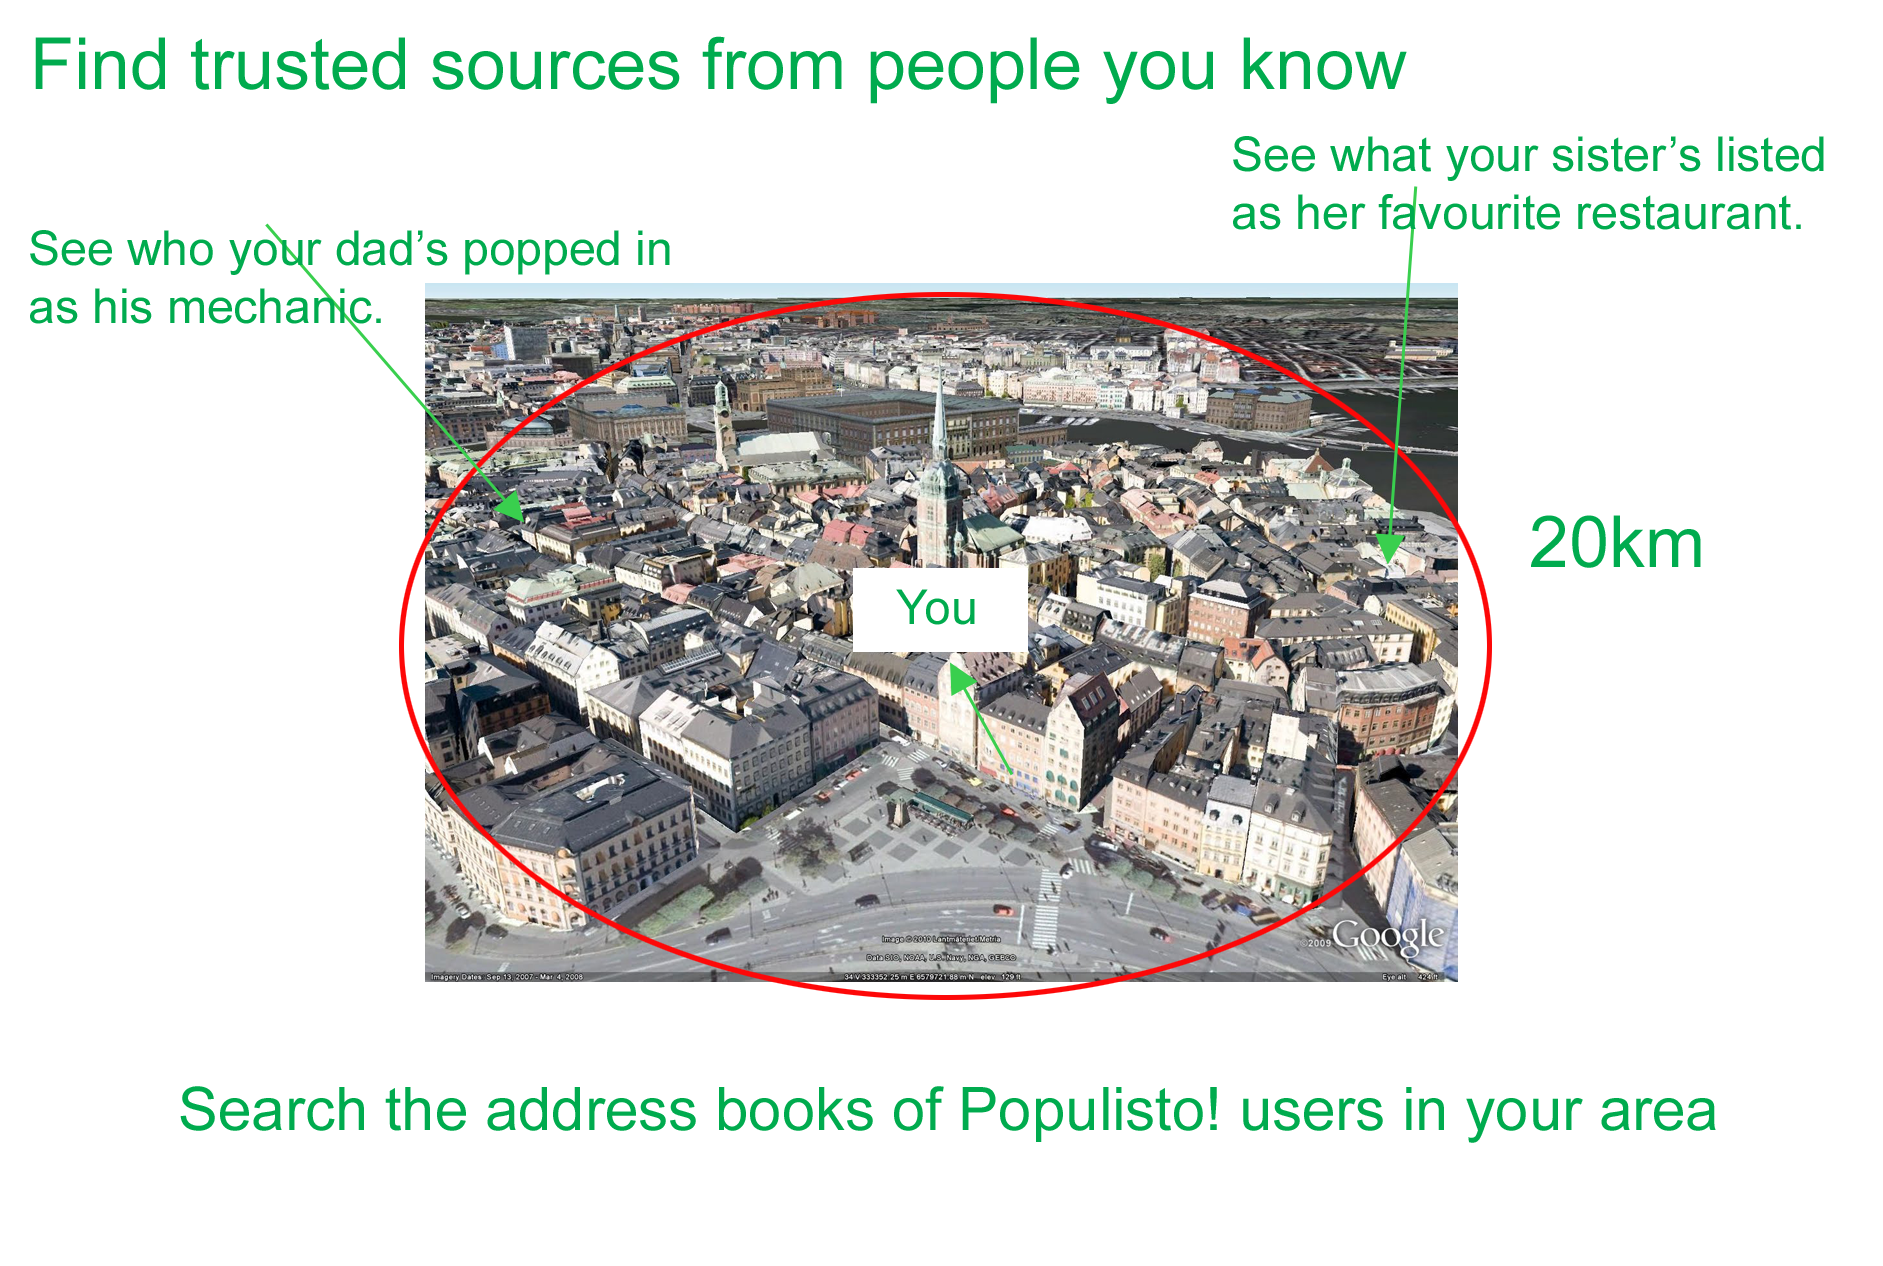 Find trusted sources from people you know
See what your sister’s listed
as her favourite restaurant.
See who your dad’s popped in
as his mechanic.
20km
You
Image © 2010 Lantmäteriet/Metria
Data SIO, NOAA, U.S. Navy, NGA, GEBCO
©2009 Google
Imagery Dates: Sep 13, 2007 - Mar 4, 2008
34 V 333352.25 m E 6579721.88 m N elev 129 ft
Eye alt 424 ft
Search the address books of Populisto! users in your area